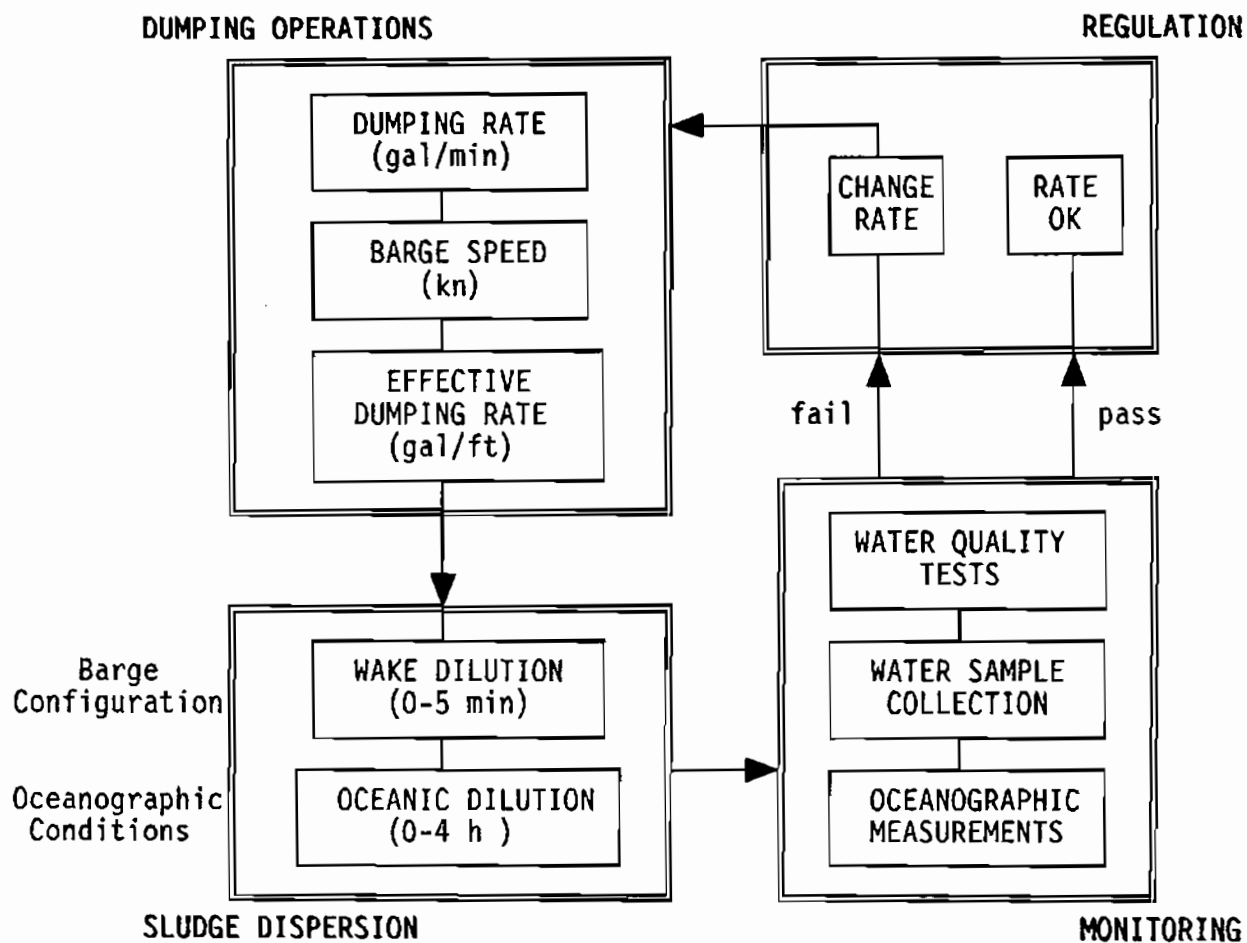 DUMPING OPERATIONS
DUMPING RATE
(gal/min)
BARGE SPEED
(kn)
EFFECTIVE
DUMPING RATE
(gal/ft)
REGULATION
CHANGE
RATE
RATE
OK
fail
pass
Barge
Configuration
WAKE DILUTION
(0-5 min)
Oceanographic
Conditions
OCEANIC DILUTION
(0-4 h )
SLUDGE DISPERSION
WATER QUALITY
TESTS
WATER SAMPLE
COLLECTION
OCEANOGRAPHIC
MEASUREMENTS
MONITORING